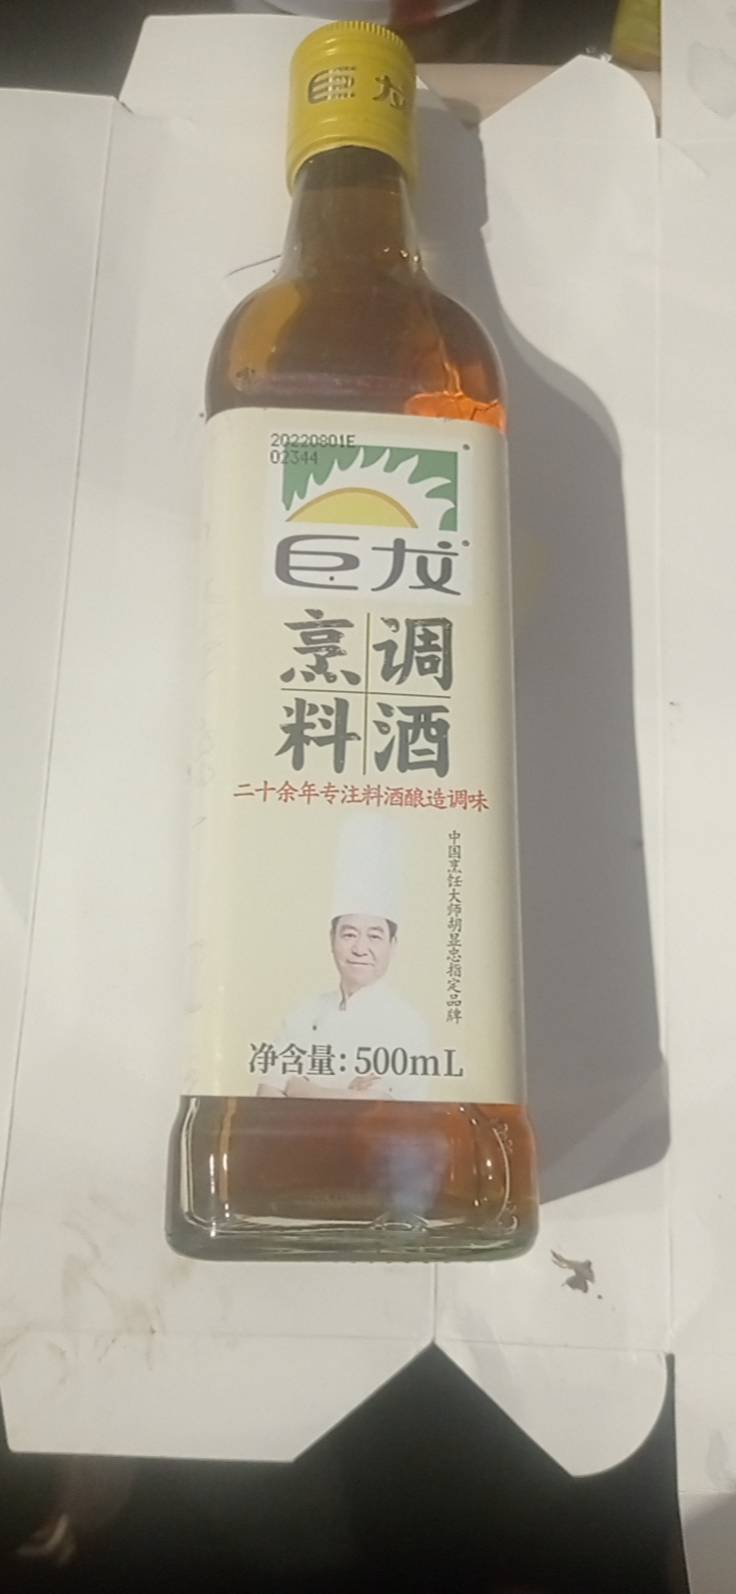 巨龙
20220801E
02344
巨龙
烹调
料酒
二十余年专注料酒酿造调味
中国烹饪大师胡显忠指定品牌
净含量:500mL